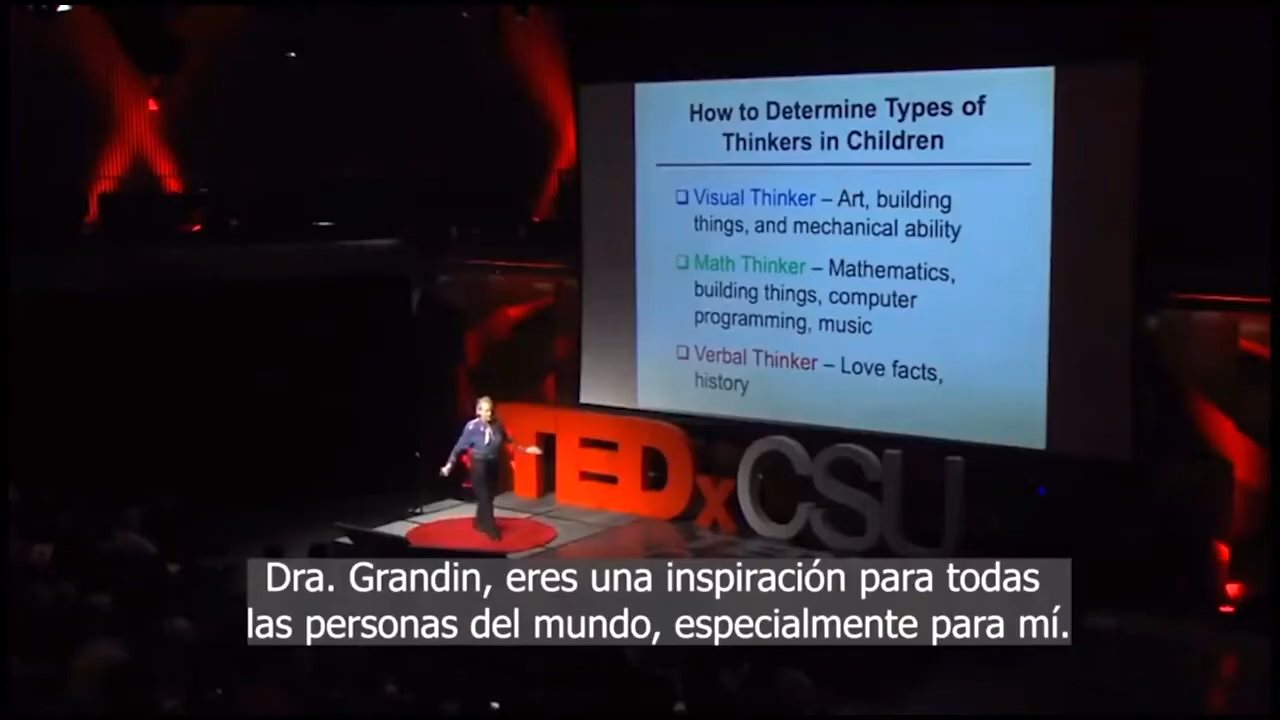 How to Determine Types of
Thinkers in Children
❑ Visual Thinker – Art, building
things, and mechanical ability
❑ Math Thinker – Mathematics,
building things, computer
programming, music
❑ Verbal Thinker – Love facts,
history
TEDxCSU
Dra. Grandin, eres una inspiración para todas
las personas del mundo, especialmente para mí.